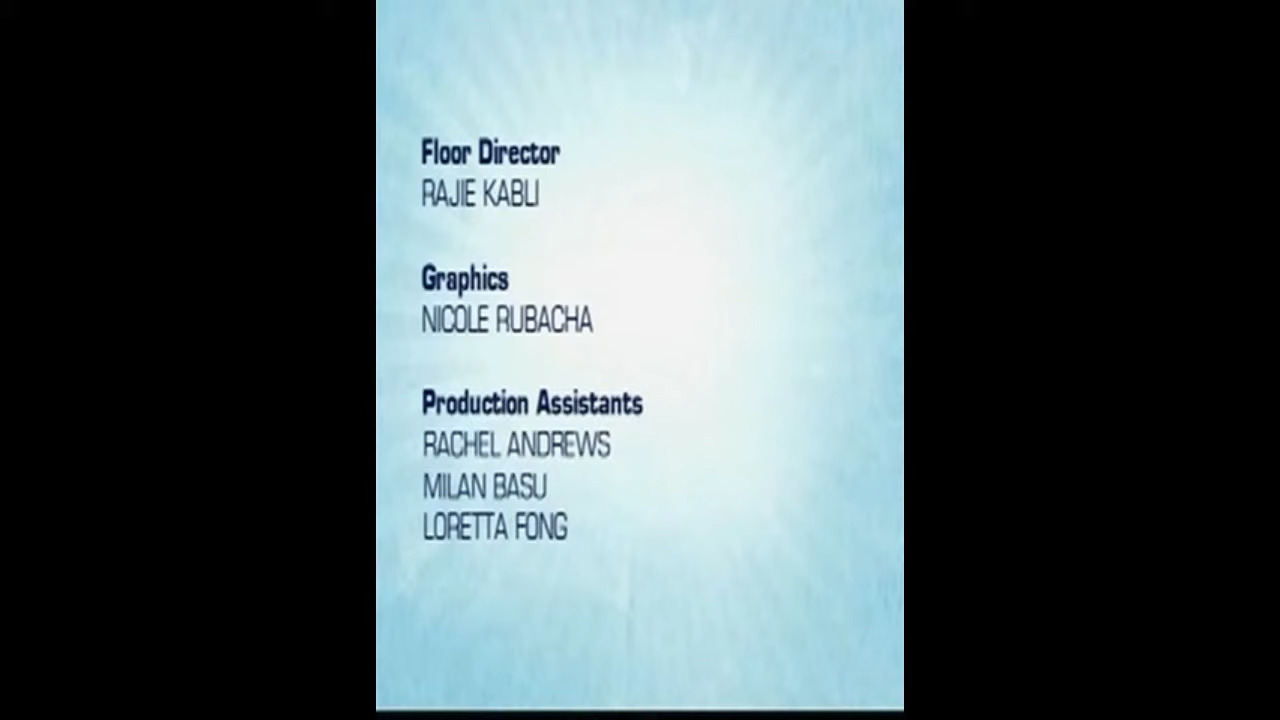 Floor Director
RAJIE KABLI
Graphics
NICOLE RUBACHA
Production Assistants
RACHEL ANDREWS
MILAN BASU
LORETTA FONG